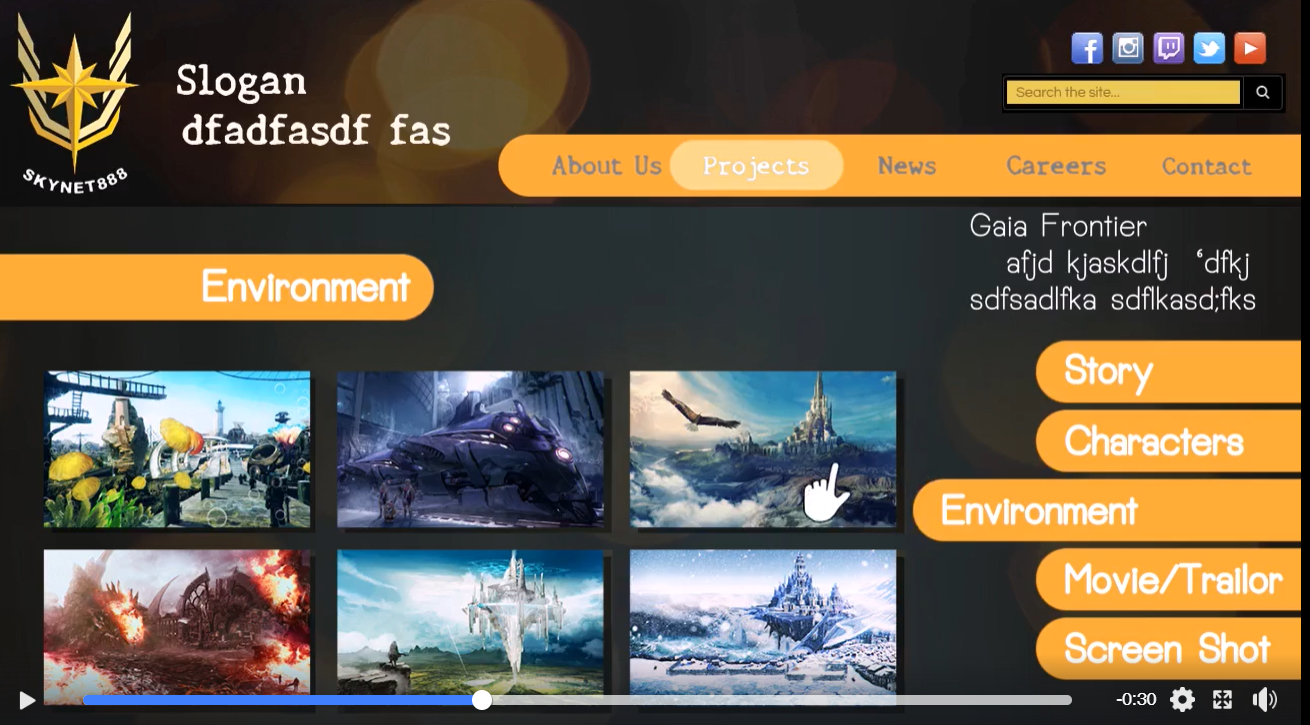 SKYNET888
Slogan
dfadfasdf fas
Search the site...
About Us Projects News Careers Contact
Gaia Frontier
afjd kjaskdlfj ‘dfkj
sdfsadlfka sdflkasd;fks
Environment
Story
Characters
Environment
Movie/Trailor
Screen Shot
-0:30